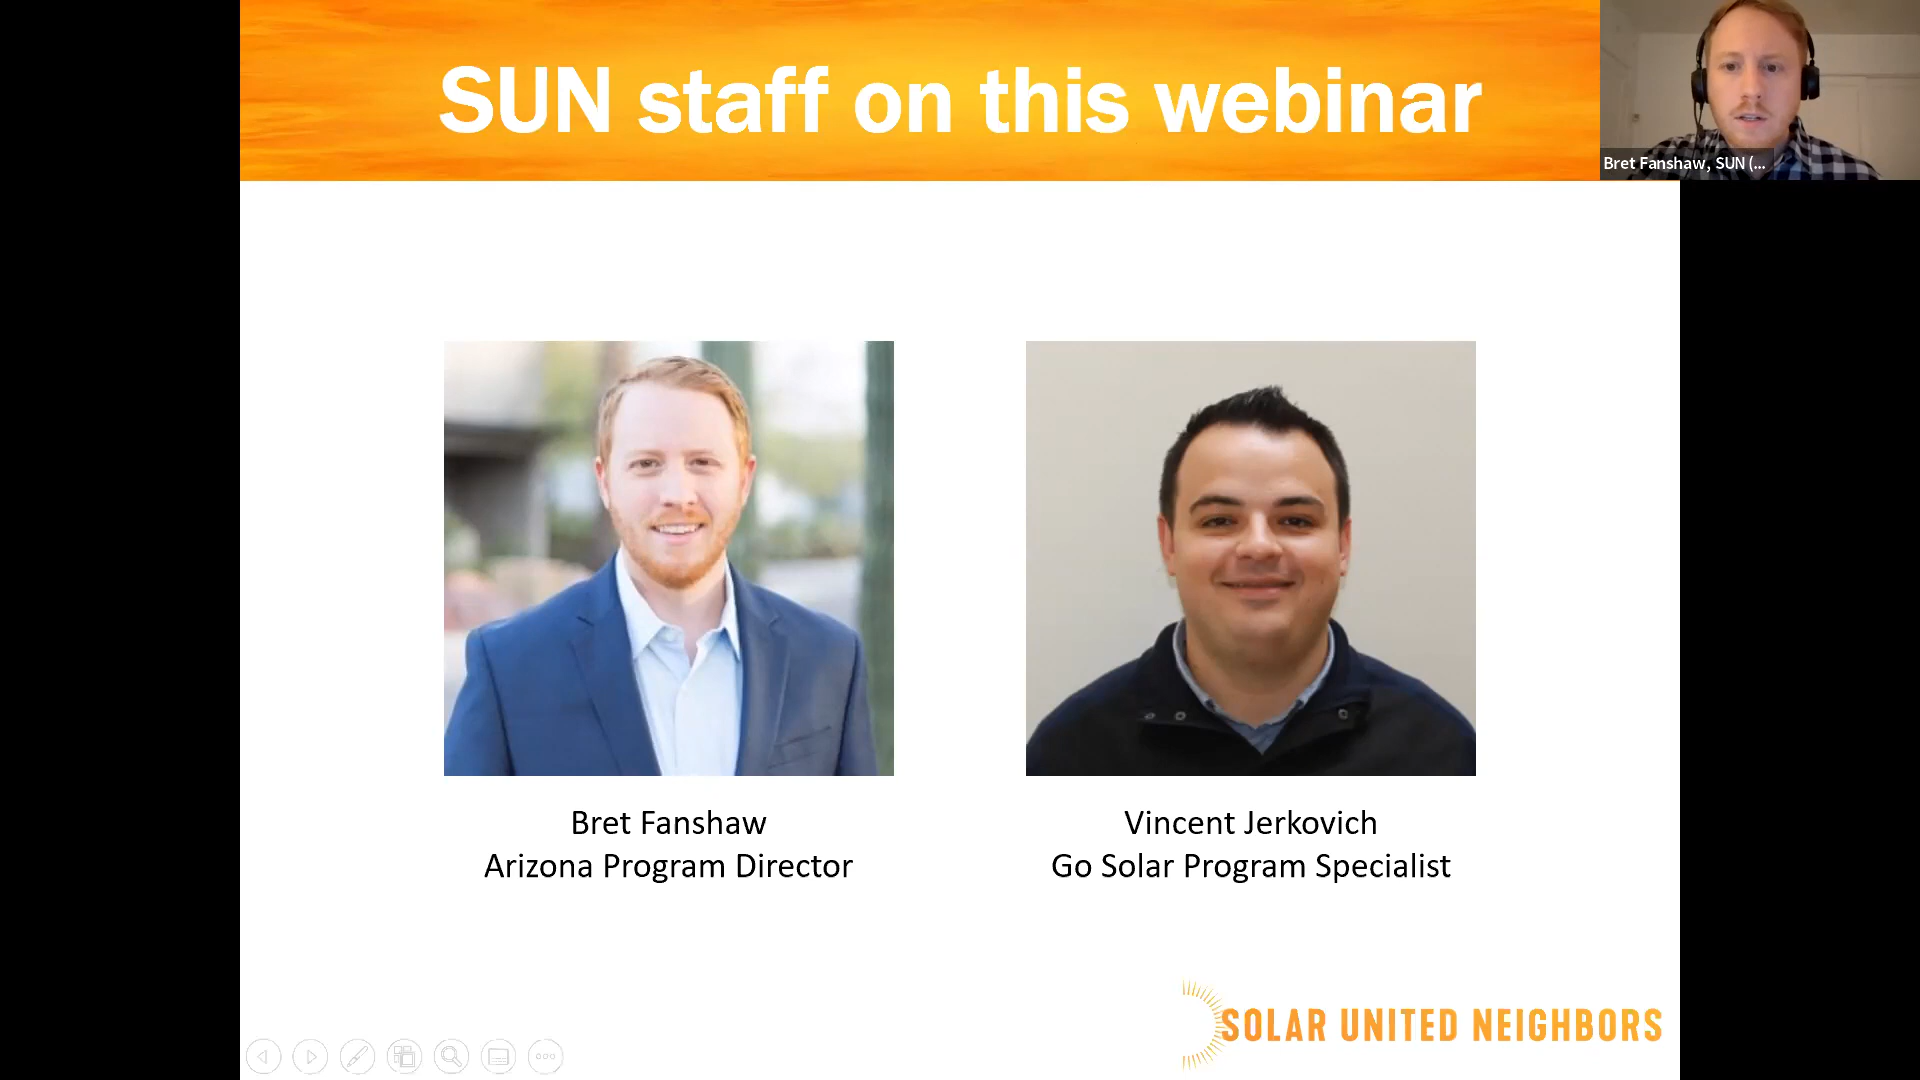 SUN staff on this webinar
Bret Fanshaw, SUN (...
Bret Fanshaw
Arizona Program Director
Vincent Jerkovich
Go Solar Program Specialist
SOLAR UNITED NEIGHBORS